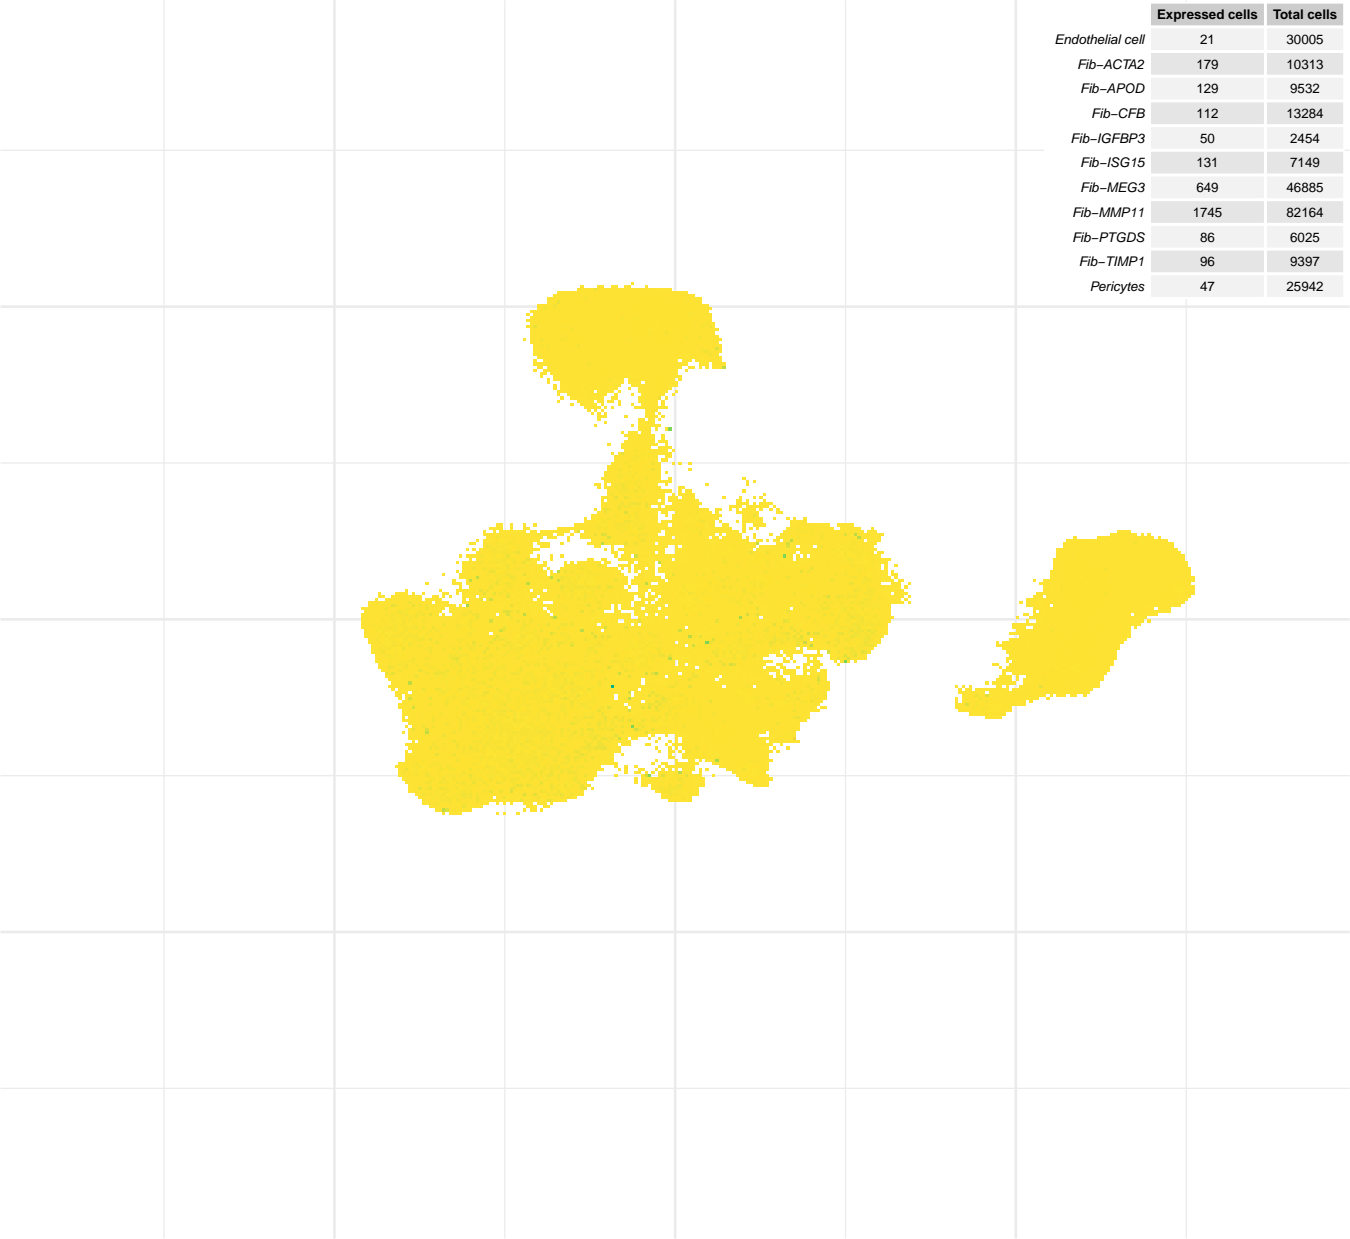 Expressed cells Total cells
Endothelial cell 21 30005
Fib−ACTA2 179 10313
Fib−APOD 129 9532
Fib−CFB 112 13284
Fib−IGFBP3 50 2454
Fib−ISG15 131 7149
Fib−MEG3 649 46885
Fib−MMP11 1745 82164
Fib−PTGDS 86 6025
Fib−TIMP1 96 9397
Pericytes 47 25942